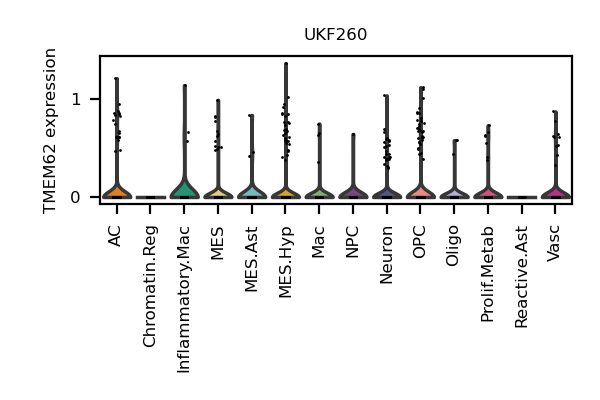 UKF260
TMEM62 expression
1
0
AC
Chromatin.Reg
Inflammatory.Mac
MES
MES.Ast
MES.Hyp
Mac
NPC
Neuron
OPC
Oligo
Prolif.Metab
Reactive.Ast
Vasc